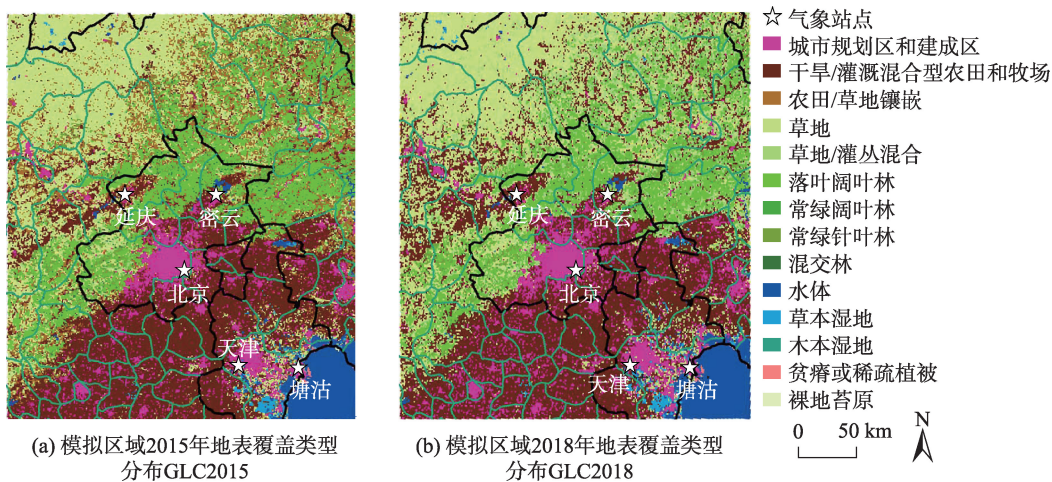 延庆
密云
北京
天津
塘沽
(a) 模拟区域2015年地表覆盖类型
分布GLC2015
延庆
密云
北京
天津
塘沽
(b) 模拟区域2018年地表覆盖类型
分布GLC2018
气象站点
城市规划区和建成区
干旱/灌溉混合型农田和牧场
农田/草地镶嵌
草地
草地/灌丛混合
落叶阔叶林
常绿阔叶林
常绿针叶林
混交林
水体
草本湿地
木本湿地
贫瘠或稀疏植被
裸地苔原
N
0 50 km